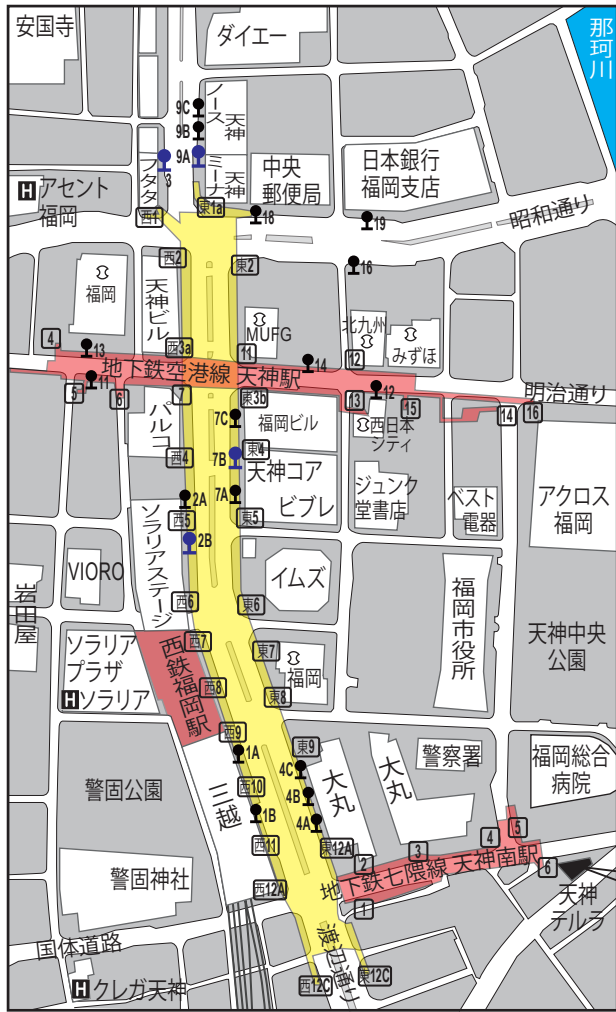 安国寺
ダイエー
那珂川
9C
9B
9A
3
ノース天神
ミーナ天神
フタタ
中央
郵便局
日本銀行
福岡支店
H アセント
福岡
西1
東1a
18
19
昭和通り
西2
東2
16
福岡
天神ビル
MUFG
北九州
みずほ
4
13
西3a
11
14
12
地下鉄空港線 天神駅
明治通り
5
11
6
7
東3b
13
12
15
14
16
パルコ
7C
福岡ビル
西日本
シティ
西4
7B
東4
天神コア
ビブレ
ジュンク
堂書店
ベスト
電器
アクロス
福岡
2A
7A
西5
東5
2B
ソラリアステージ
VIORO
イムズ
岩田屋
西6
東6
福岡市役所
天神中央
公園
ソラリア
プラザ
H ソラリア
西鉄福岡駅
西7
東7
福岡
西8
東8
西9
1A
東9
4C
大丸
大丸
警察署
福岡総合
病院
警固公園
三越
西10
4B
1B
4A
西11
東12A
2
3
4
5
6
地下鉄七隈線 天神南駅
天神
テルラ
警固神社
西12A
1
国体道路
渡辺通り
H クレガ天神
西12C
東12C